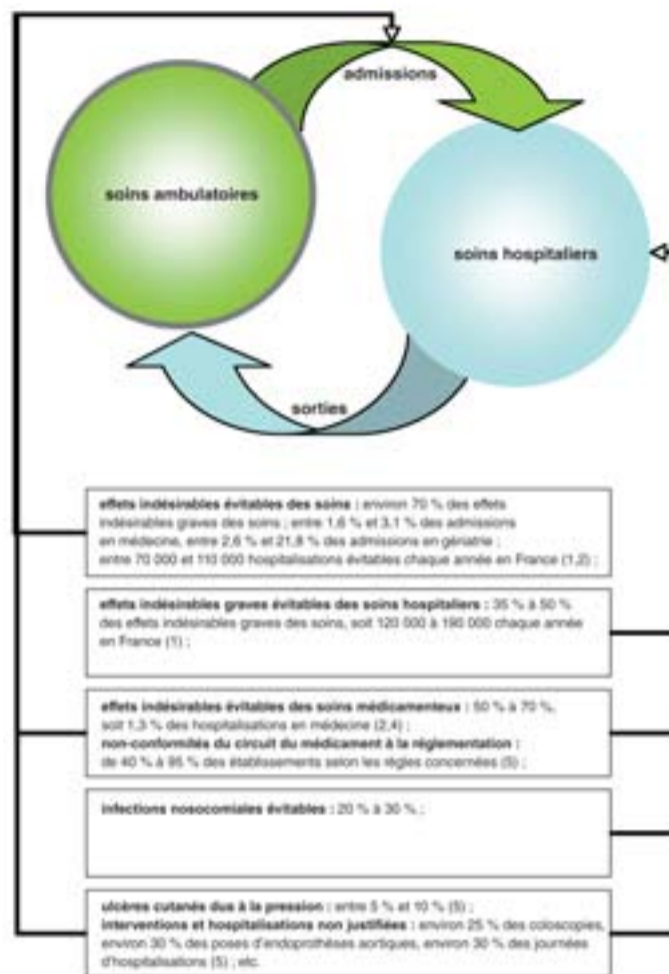 admissions
soins ambulatoires
soins hospitaliers
sorties
effets indésirables évitables des soins : environ 70 % des effets
indésirables graves des soins ; entre 1,6 % et 3,1 % des admissions
en médecine, entre 2,6 % et 21,8 % des admissions en gériatrie ;
entre 70 000 et 110 000 hospitalisations évitables chaque année en France (1,2) ;
effets indésirables graves évitables des soins hospitaliers : 35 % à 50 %
des effets indésirables graves des soins, soit 120 000 à 190 000 chaque année
en France (1) ;
effets indésirables évitables des soins médicamenteux : 50 % à 70 %,
soit 1,3 % des hospitalisations en médecine (2,4) ;
non-conformités du circuit du médicament à la réglementation :
de 40 % à 95 % des établissements selon les règles concernées (5) ;
infections nosocomiales évitables : 20 % à 30 % ;
ulcères cutanés dus à la pression : entre 5 % et 10 % (5) ;
interventions et hospitalisations non justifiées : environ 25 % des coloscopies,
environ 30 % des poses d'endoprothèses aortiques, environ 30 % des journées
d'hospitalisations (5) ; etc.